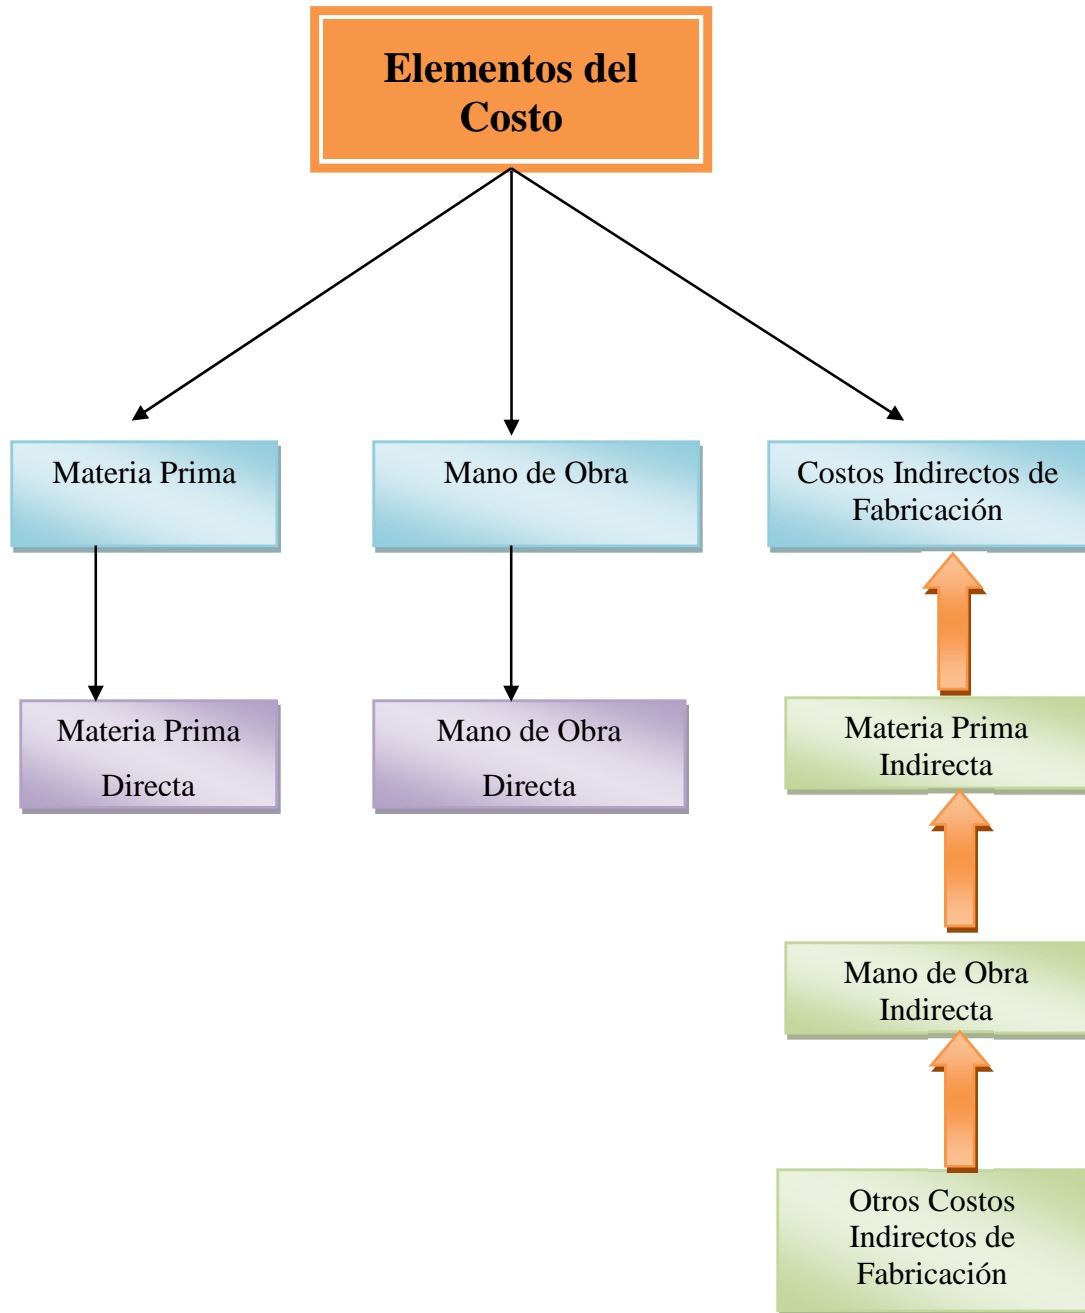 Elementos del
Costo
Materia Prima
Mano de Obra
Costos Indirectos de
Fabricación
Materia Prima
Directa
Mano de Obra
Directa
Materia Prima
Indirecta
Mano de Obra
Indirecta
Otros Costos
Indirectos de
Fabricación